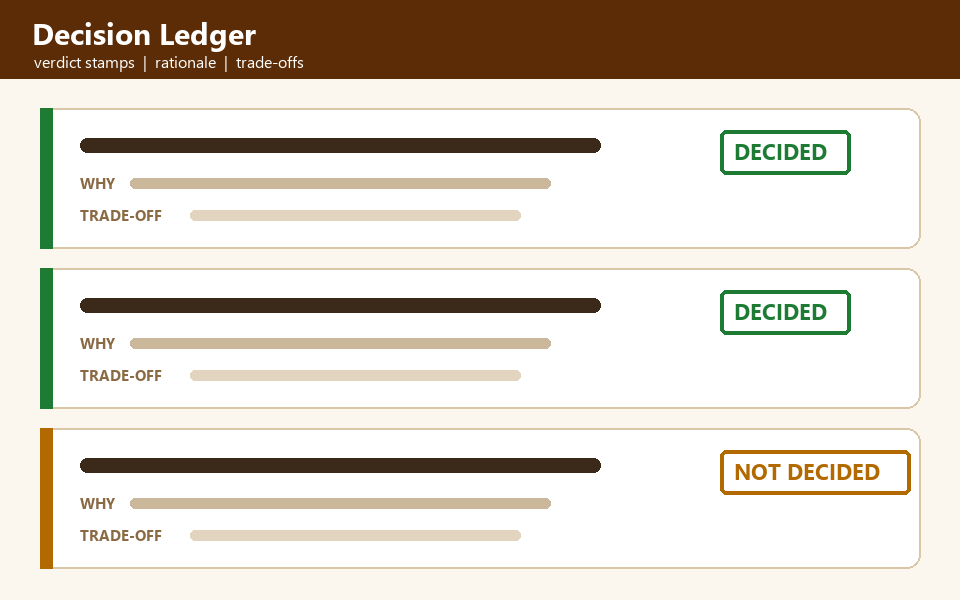 Decision Ledger
verdict stamps | rationale | trade-offs
DECIDED
WHY
TRADE-OFF
DECIDED
WHY
TRADE-OFF
NOT DECIDED
WHY
TRADE-OFF